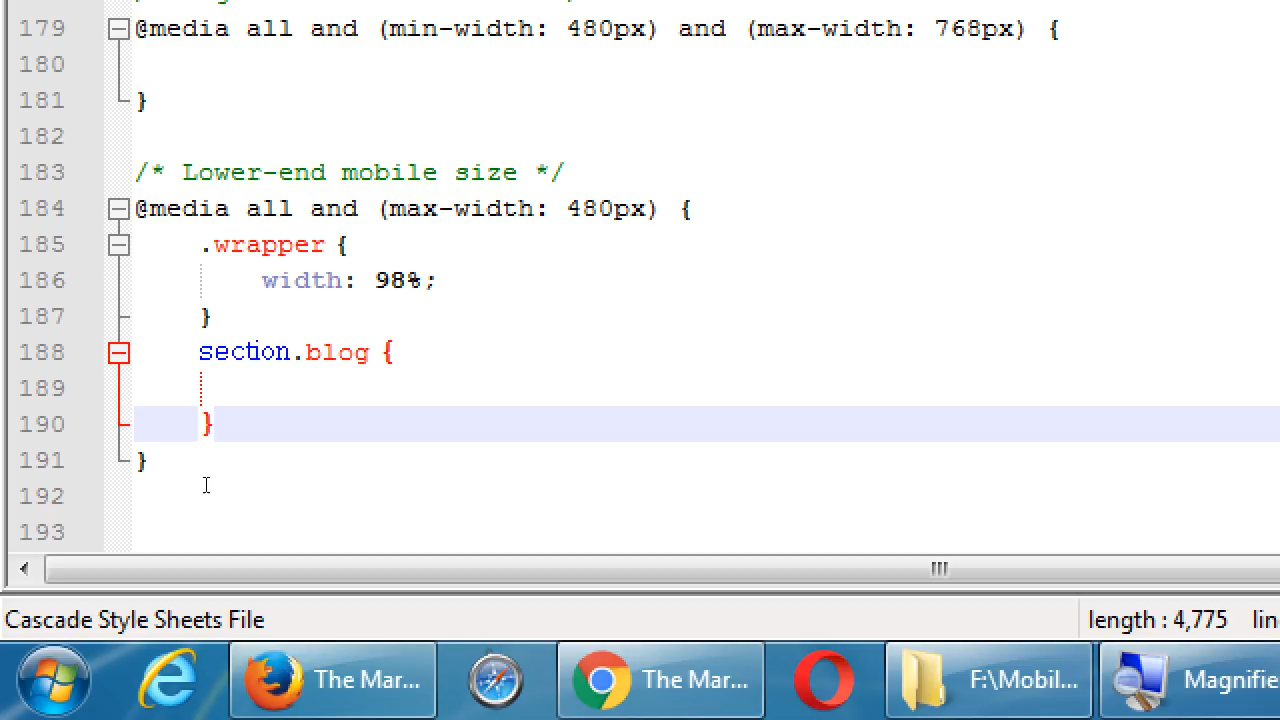 179 @media all and (min-width: 480px) and (max-width: 768px) {
180
181 }
182
183 /* Lower-end mobile size */
184 @media all and (max-width: 480px) {
185 .wrapper {
186 width: 98%;
187 }
188 section.blog {
189
190 }
191 }
192
193
Cascade Style Sheets File length : 4,775 lin
The Mar... The Mar... F:\Mobil... Magnifie